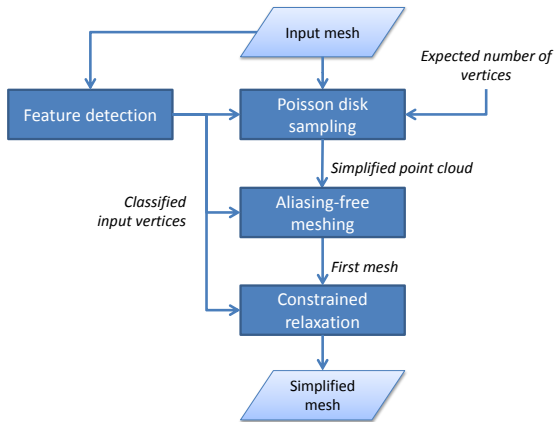 Input mesh
Expected number of
vertices
Feature detection
Poisson disk
sampling
Simplified point cloud
Classified
input vertices
Aliasing-free
meshing
First mesh
Constrained
relaxation
Simplified
mesh